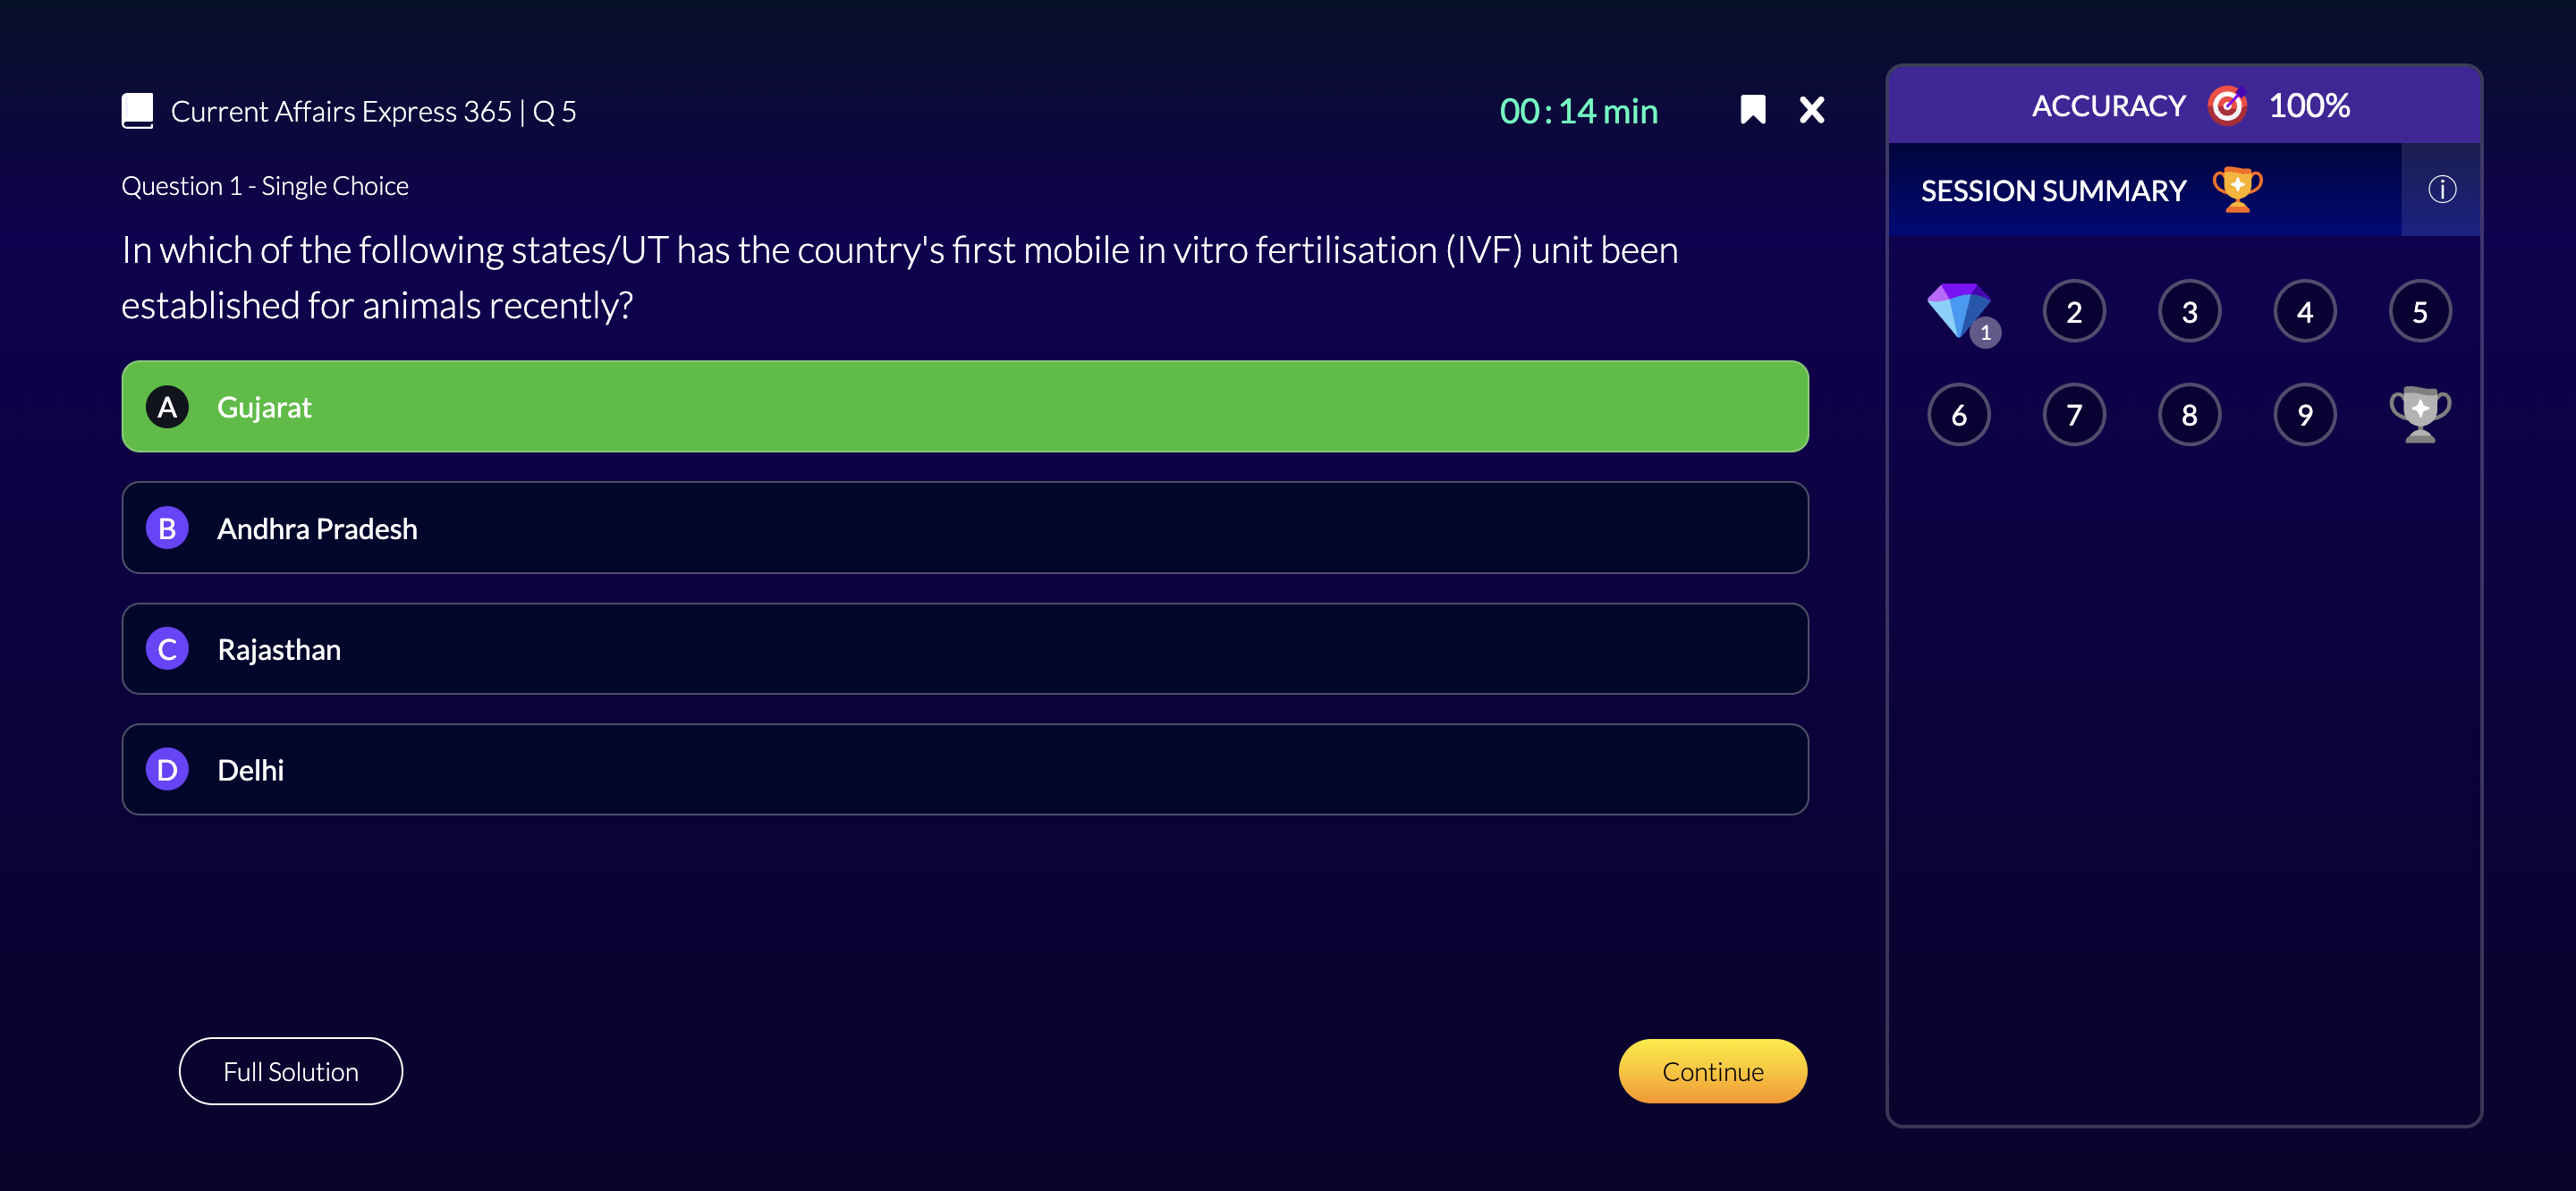 Current Affairs Express 365 | Q 5
00 : 14 min
Question 1 - Single Choice
In which of the following states/UT has the country's first mobile in vitro fertilisation (IVF) unit been
established for animals recently?
A Gujarat
B Andhra Pradesh
C Rajasthan
D Delhi
Full Solution
Continue
ACCURACY 100%
SESSION SUMMARY
1 2 3 4 5
6 7 8 9